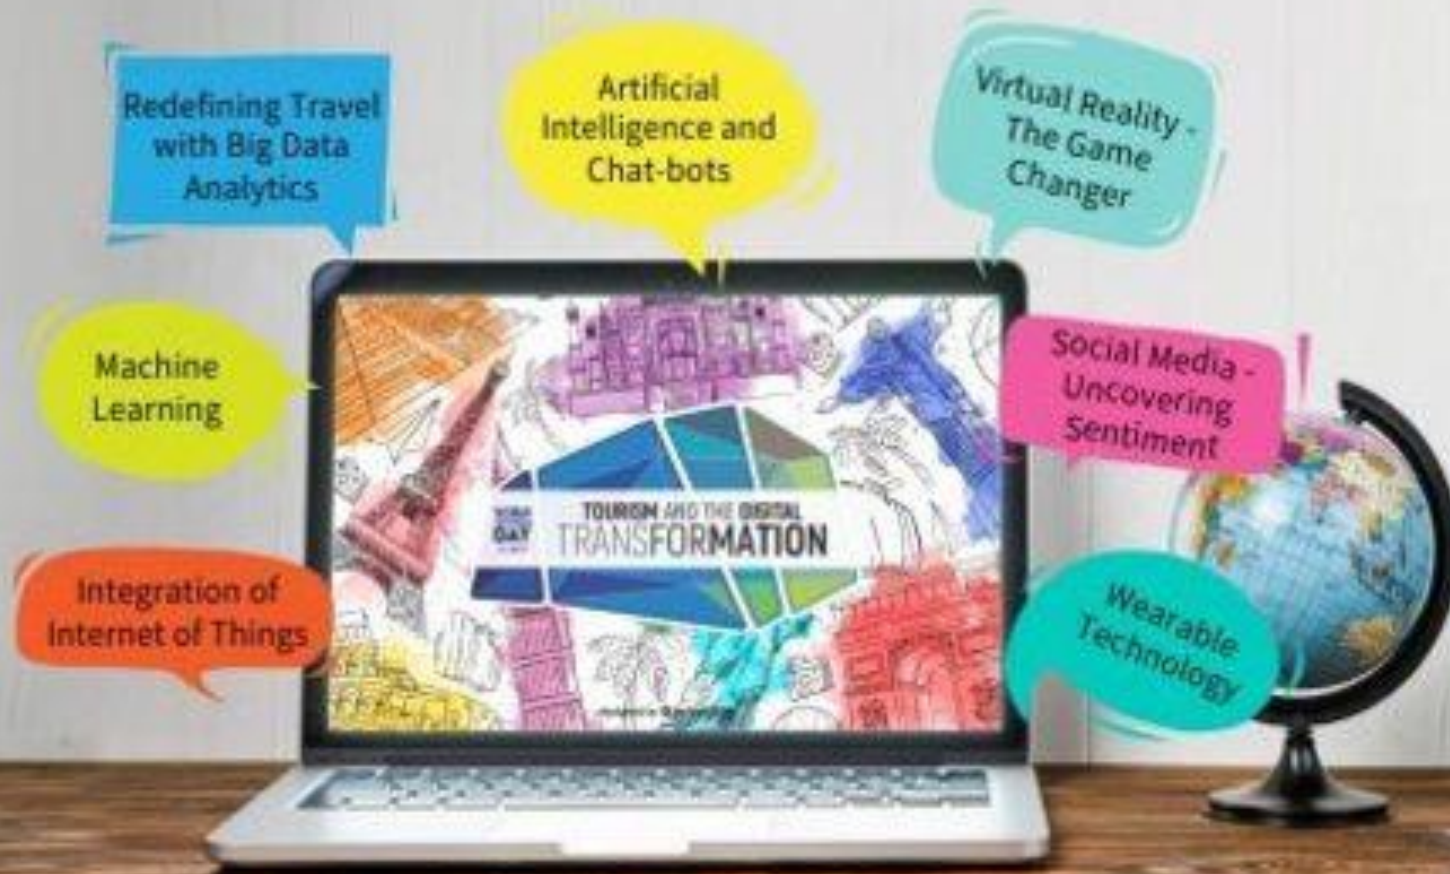 Redefining Travel
with Big Data
Analytics
Artificial
Intelligence and
Chat-bots
Virtual Reality -
The Game
Changer
Machine
Learning
Social Media -
Uncovering
Sentiment
DAY
TOURISM AND THE DIGITAL
TRANSFORMATION
Integration of
Internet of Things
Wearable
Technology